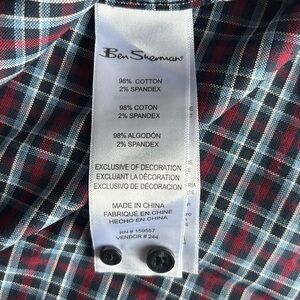 Ben Sherman
98% COTTON
2% SPANDEX
98% COTON
2% SPANDEX
98% ALGODÓN
2% SPANDEX
EXCLUSIVE OF DECORATION
EXCLUANT LA DÉCORATION
EXCLUSIVO DE DECORACIÓN
MADE IN CHINA
FABRIQUÉ EN CHINE
HECHO EN CHINA
RN # 159557
VENDOR # 244